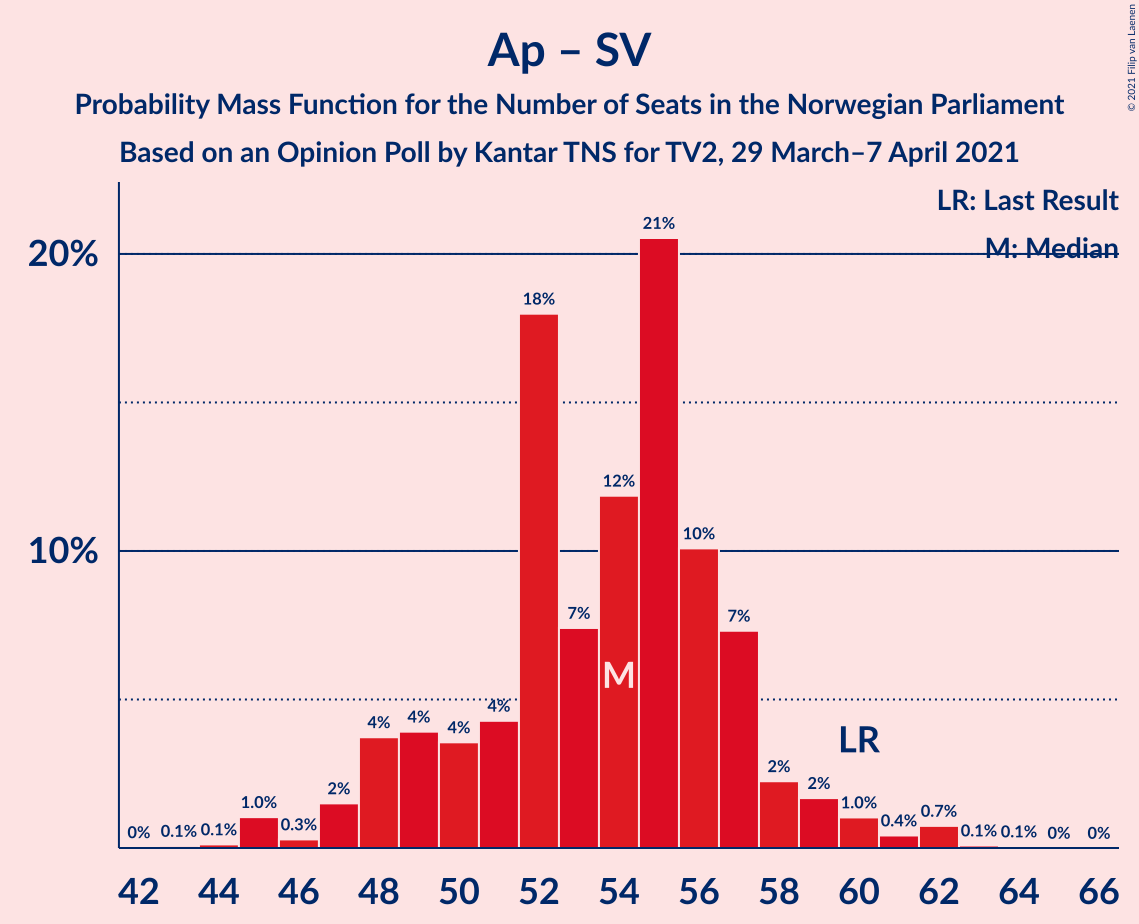 Ap – SV
Probability Mass Function for the Number of Seats in the Norwegian Parliament
Based on an Opinion Poll by Kantar TNS for TV2, 29 March–7 April 2021
© 2021 Filip van Laenen
LR: Last Result
M: Median
20%
10%
0% 0.1% 0.1% 1.0% 0.3% 2% 4% 4% 4% 4% 18% 7% 12% 21% 10% 7% 2% 2% 1.0% 0.4% 0.7% 0.1% 0.1% 0% 0%
M
LR
42 44 46 48 50 52 54 56 58 60 62 64 66